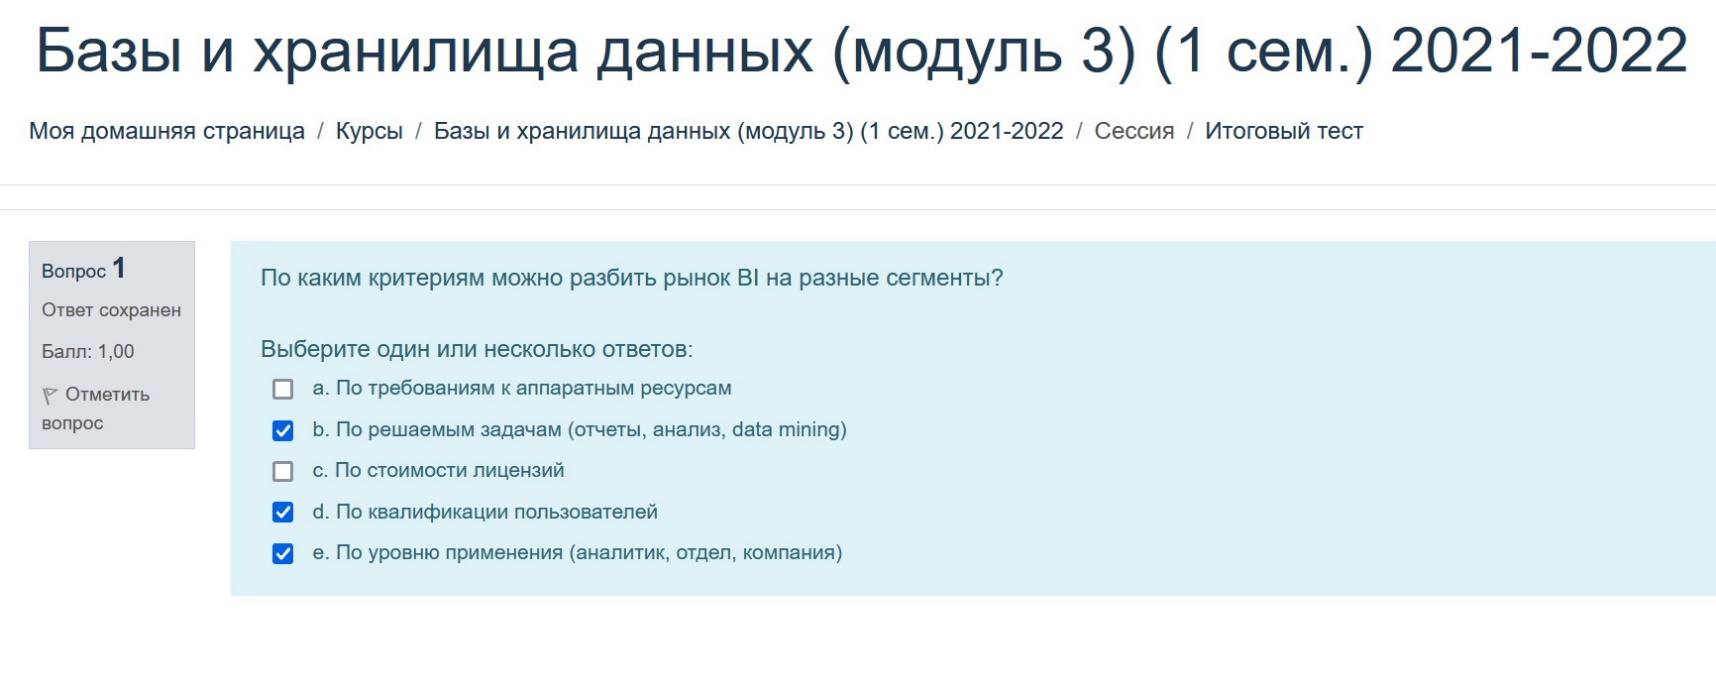 Базы и хранилища данных (модуль 3) (1 сем.) 2021-2022
Моя домашняя страница / Курсы / Базы и хранилища данных (модуль 3) (1 сем.) 2021-2022 / Сессия / Итоговый тест
Вопрос 1
Ответ сохранен
Балл: 1,00
Отметить
вопрос
По каким критериям можно разбить рынок BI на разные сегменты?
Выберите один или несколько ответов:
a. По требованиям к аппаратным ресурсам
b. По решаемым задачам (отчеты, анализ, data mining)
c. По стоимости лицензий
d. По квалификации пользователей
e. По уровню применения (аналитик, отдел, компания)